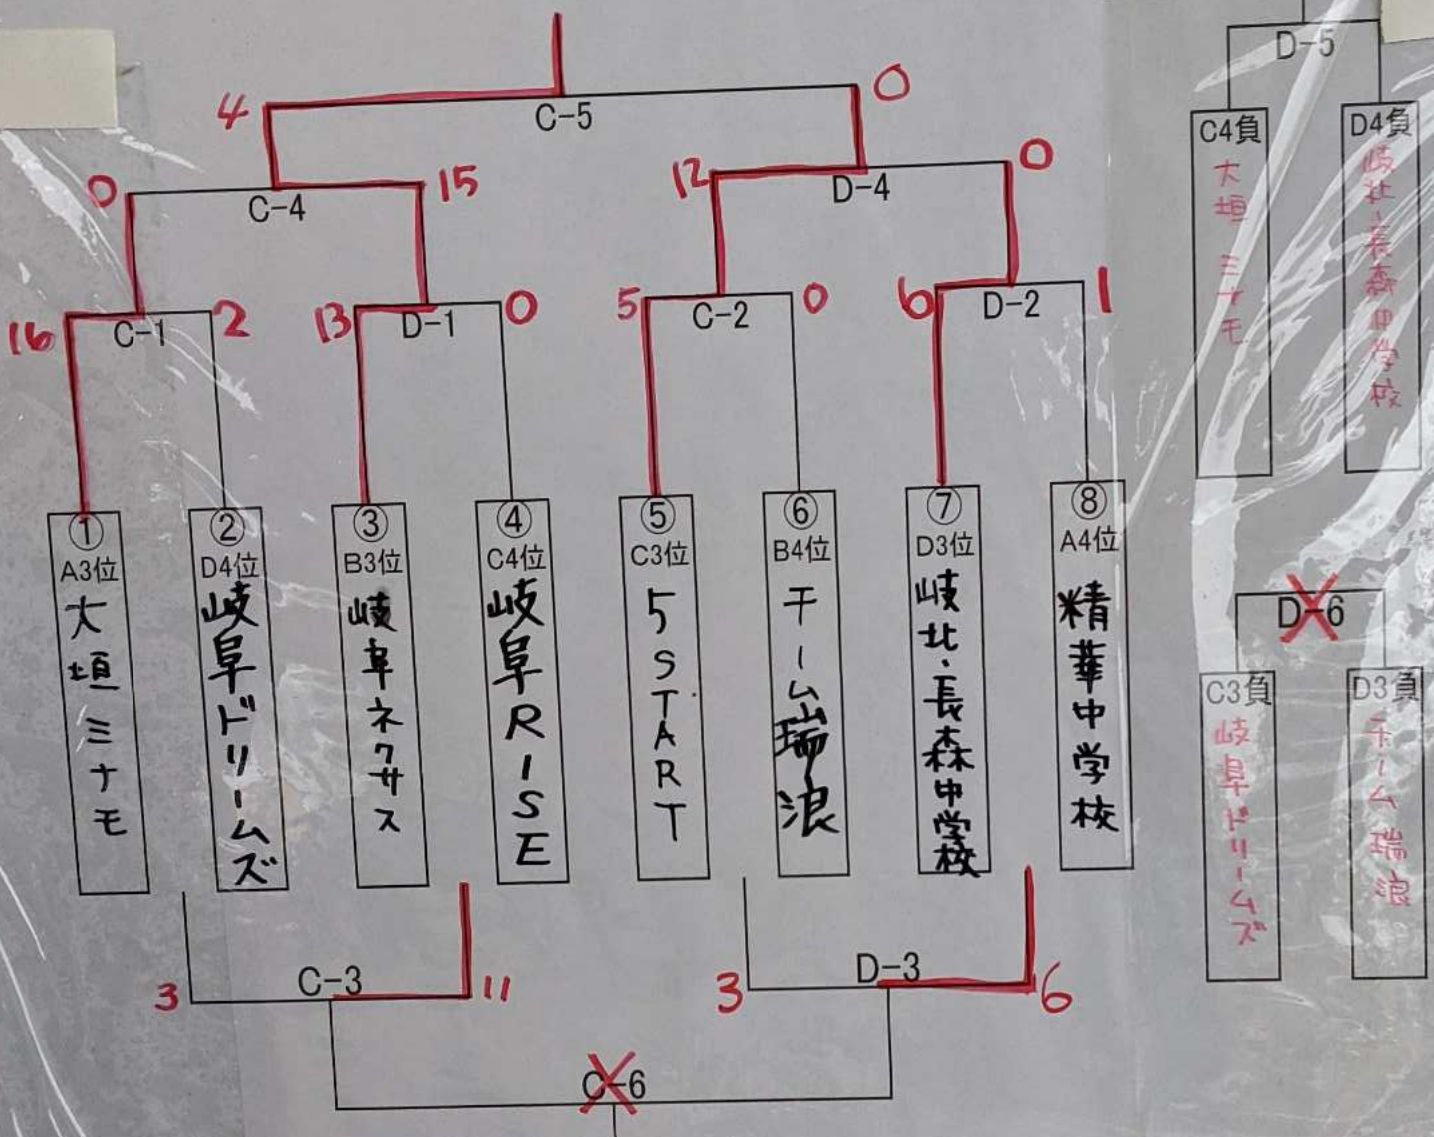 D-5
4
C-5
0
C4負
大垣ミナモ
D4負
岐北・長森中学校
0
C-4
15
12
D-4
0
16
C-1
2
13
D-1
0
5
C-2
0
6
D-2
1
①
A3位
大垣ミナモ
②
D4位
岐阜ドリームズ
③
B3位
岐阜ネクサス
④
C4位
岐阜RISE
⑤
C3位
5START
⑥
B4位
チーム瑞浪
⑦
D3位
岐北・長森中学校
⑧
A4位
精華中学校
D-6
C3負
岐阜ドリームズ
D3負
チーム瑞浪
3
C-3
11
3
D-3
6
C-6